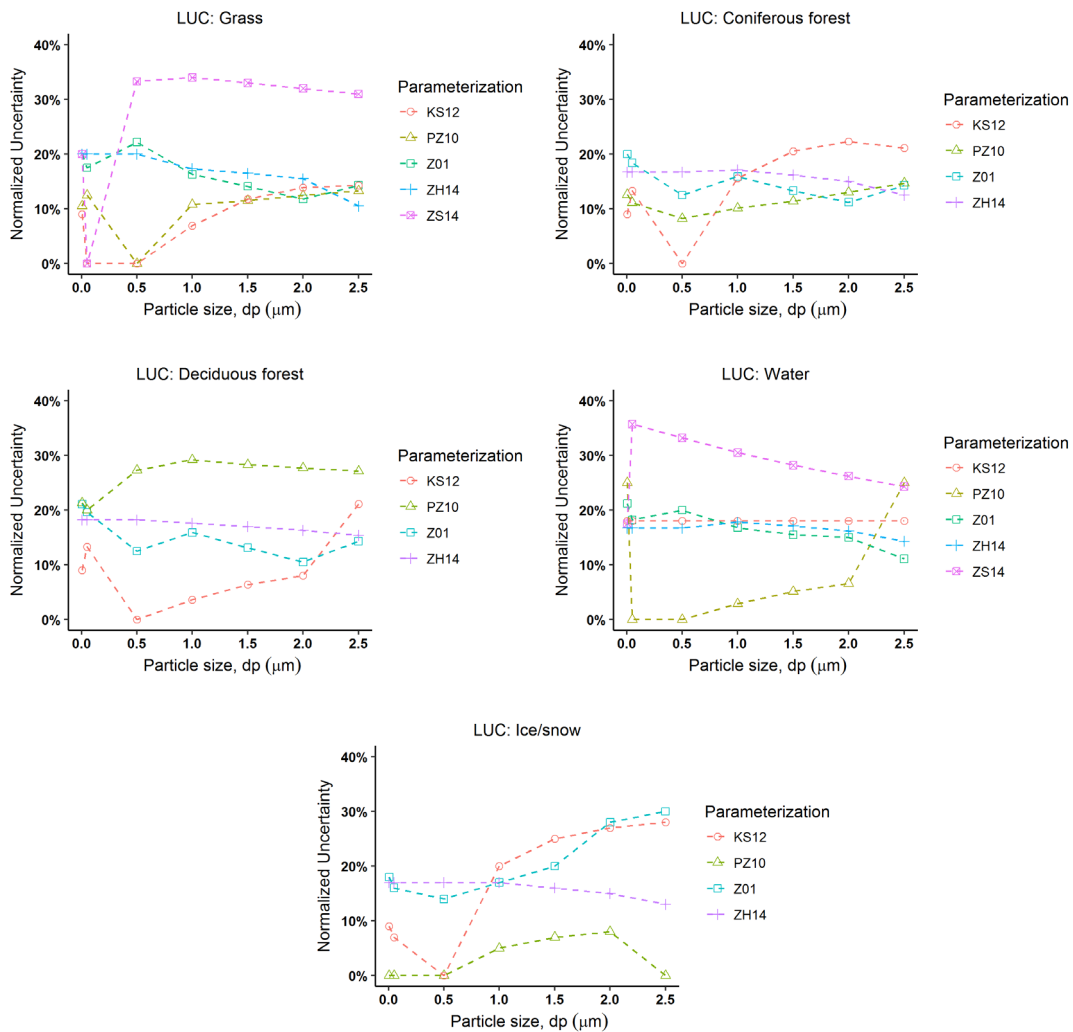 LUC: Grass
40%
30%
20%
10%
0%
Normalized Uncertainty
0.0 0.5 1.0 1.5 2.0 2.5
Particle size, dp (μm)
Parameterization
KS12
PZ10
Z01
ZH14
ZS14
LUC: Coniferous forest
40%
30%
20%
10%
0%
Normalized Uncertainty
0.0 0.5 1.0 1.5 2.0 2.5
Particle size, dp (μm)
Parameterization
KS12
PZ10
Z01
ZH14
LUC: Deciduous forest
40%
30%
20%
10%
0%
Normalized Uncertainty
0.0 0.5 1.0 1.5 2.0 2.5
Particle size, dp (μm)
Parameterization
KS12
PZ10
Z01
ZH14
LUC: Water
40%
30%
20%
10%
0%
Normalized Uncertainty
0.0 0.5 1.0 1.5 2.0 2.5
Particle size, dp (μm)
Parameterization
KS12
PZ10
Z01
ZH14
ZS14
LUC: Ice/snow
40%
30%
20%
10%
0%
Normalized Uncertainty
0.0 0.5 1.0 1.5 2.0 2.5
Particle size, dp (μm)
Parameterization
KS12
PZ10
Z01
ZH14